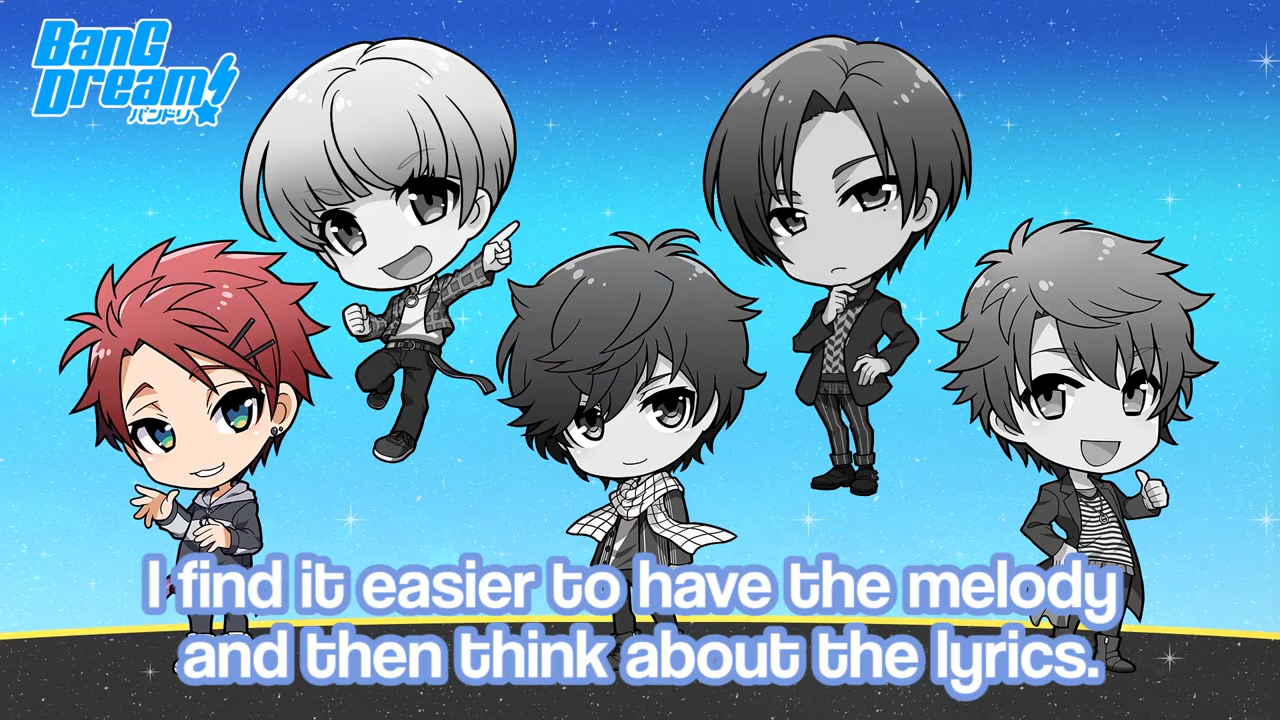 BanG
Dream!
バンドリ
I find it easier to have the melody
and then think about the lyrics.